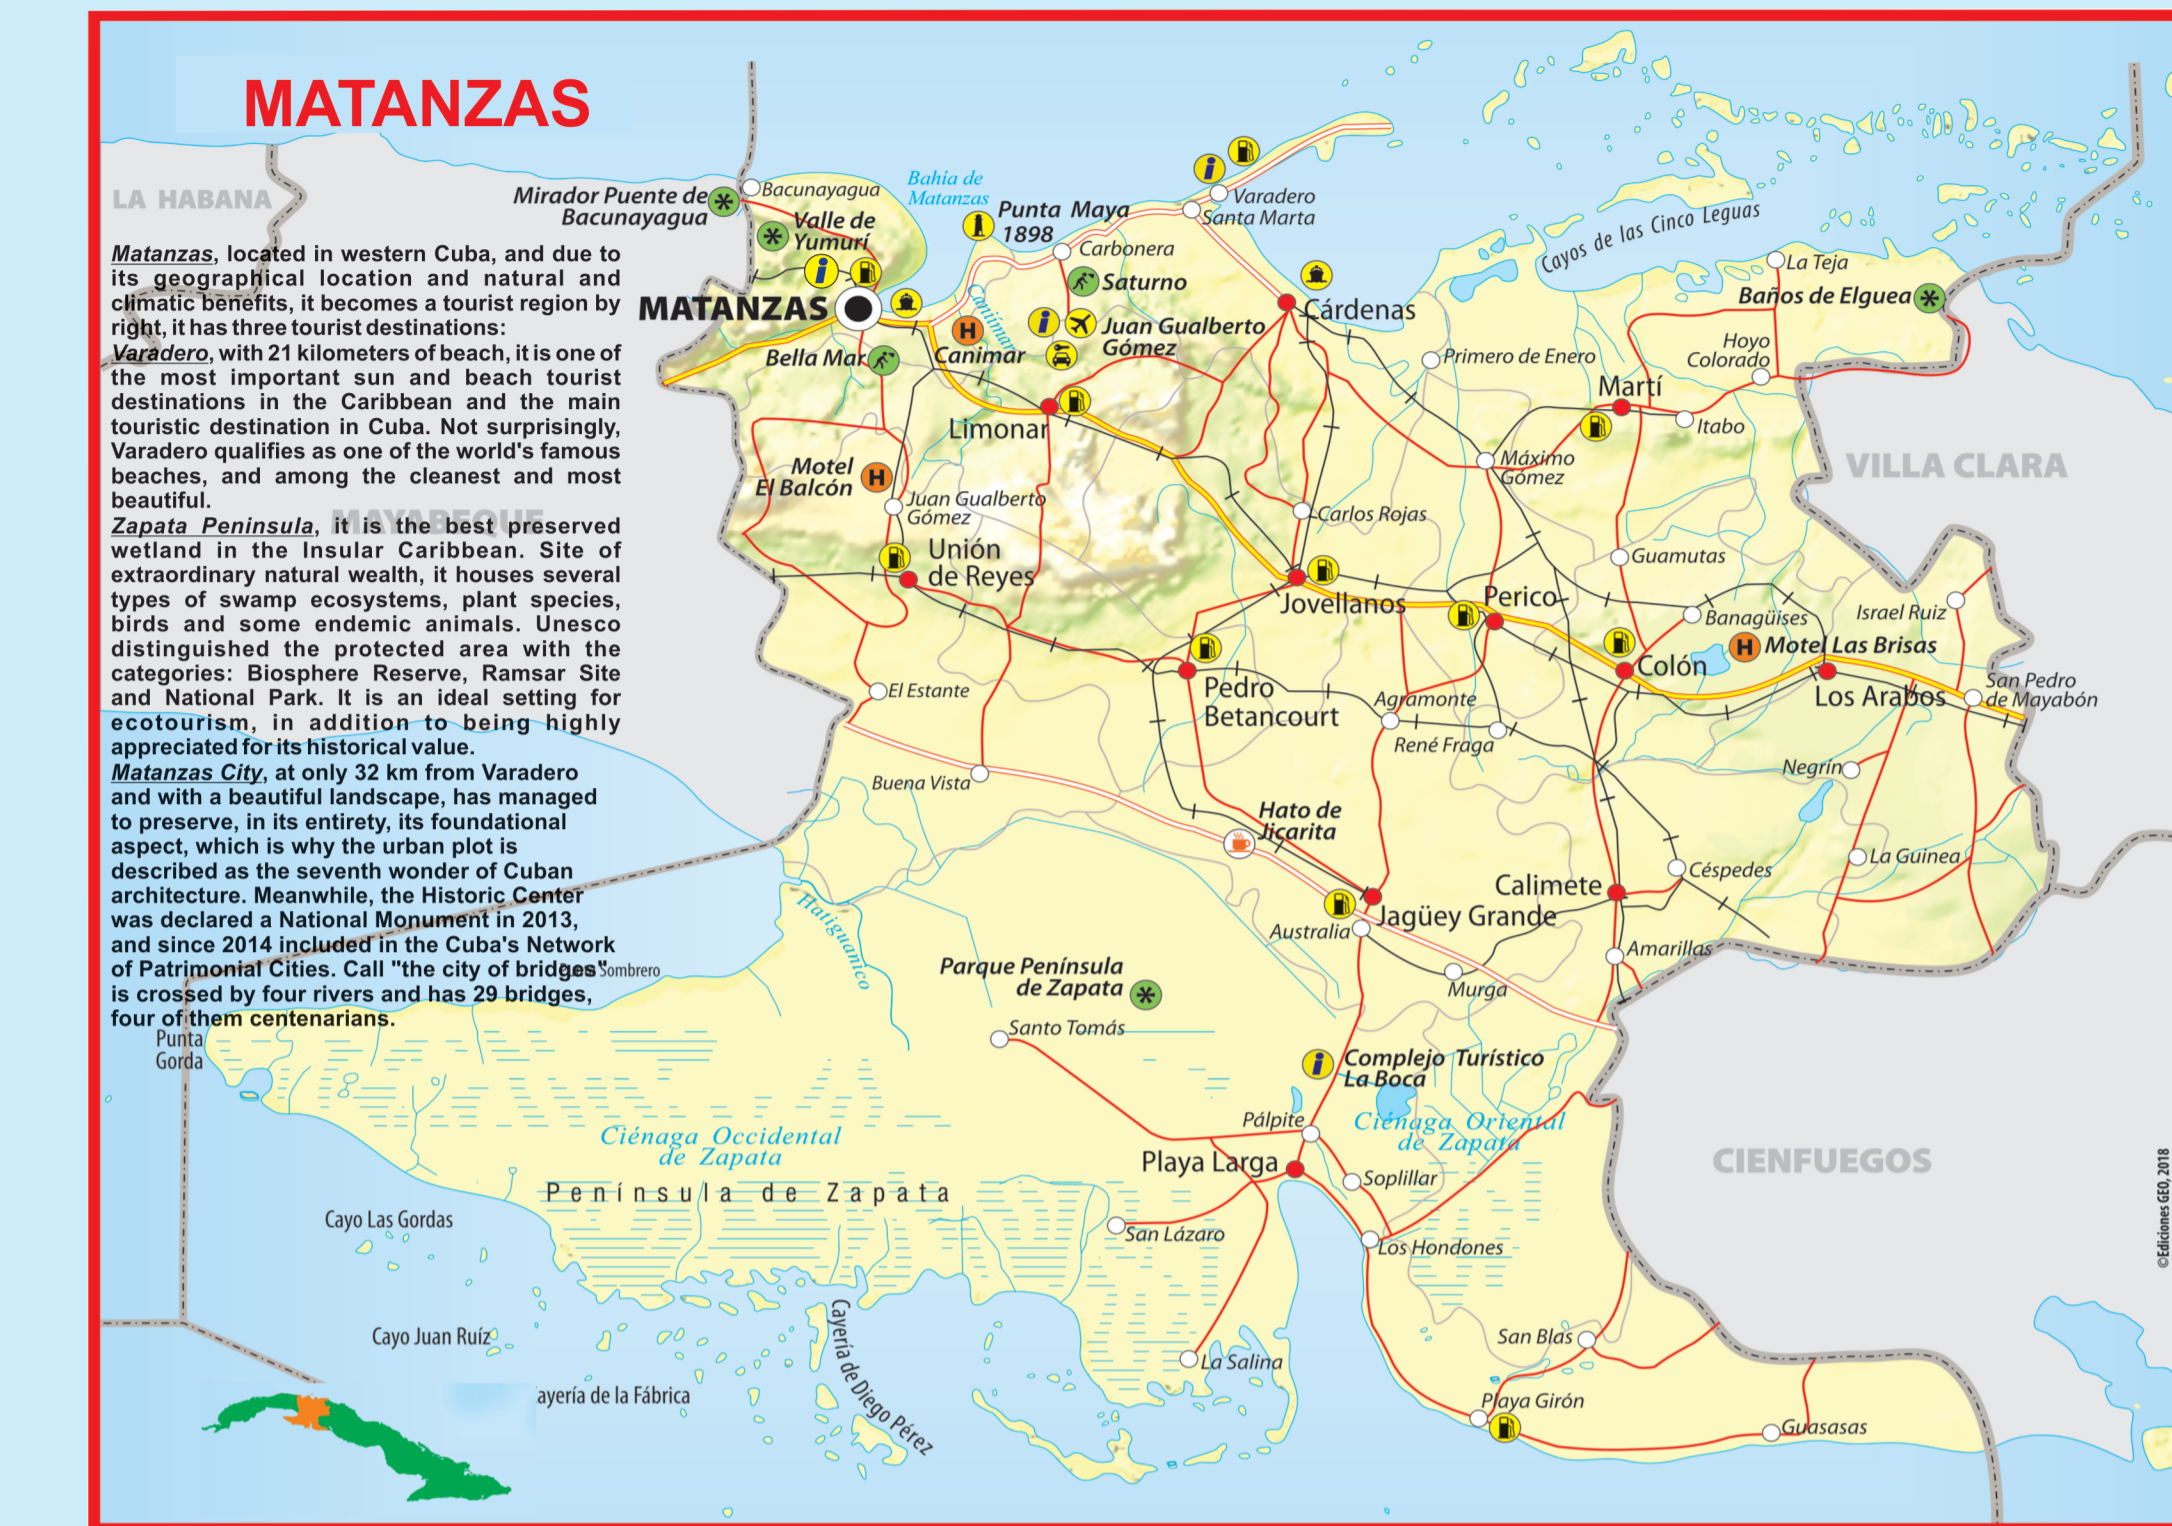 MATANZAS
LA HABANA
Matanzas, located in western Cuba, and due to
its geographical location and natural and
climatic benefits, it becomes a tourist region by
right, it has three tourist destinations:
Varadero, with 21 kilometers of beach, it is one of
the most important sun and beach tourist
destinations in the Caribbean and the main
touristic destination in Cuba. Not surprisingly,
Varadero qualifies as one of the world's famous
beaches, and among the cleanest and most
beautiful.
MAYABEQUE
Zapata Peninsula, it is the best preserved
wetland in the Insular Caribbean. Site of
extraordinary natural wealth, it houses several
types of swamp ecosystems, plant species,
birds and some endemic animals. Unesco
distinguished the protected area with the
categories: Biosphere Reserve, Ramsar Site
and National Park. It is an ideal setting for
ecotourism, in addition to being highly
appreciated for its historical value.
Matanzas City, at only 32 km from Varadero
and with a beautiful landscape, has managed
to preserve, in its entirety, its foundational
aspect, which is why the urban plot is
described as the seventh wonder of Cuban
architecture. Meanwhile, the Historic Center
was declared a National Monument in 2013,
and since 2014 included in the Cuba's Network
of Patrimonial Cities. Call "the city of bridges"
is crossed by four rivers and has 29 bridges,
four of them centenarians.
Sombrero
Punta
Gorda
Mirador Puente de
Bacunayagua
Bacunayagua
Valle de
Yumurí
Bahía de
Matanzas
Punta Maya
1898
Carbonera
Varadero
Santa Marta
Saturno
MATANZAS
i
Bella Mar
H
Canimar
Canímar
i
Juan Gualberto
Gómez
i
Cárdenas
Cayos de las Cinco Leguas
La Teja
Baños de Elguea
Hoyo
Colorado
Primero de Enero
Martí
Itabo
Limonar
Motel
El Balcón
H
Juan Gualberto
Gómez
Máximo
Gómez
VILLA CLARA
Carlos Rojas
Unión
de Reyes
Guamutas
Jovellanos
Perico
Banagüises
Israel Ruiz
H
Motel Las Brisas
Colón
Los Arabos
San Pedro
de Mayabón
El Estante
Pedro
Betancourt
Agramonte
René Fraga
Negrín
Buena Vista
Hato de
Jicarita
La Guinea
Céspedes
Calimete
Jagüey Grande
Australia
Amarillas
Murga
Hatiguanico
Parque Península
de Zapata
Santo Tomás
i
Complejo Turístico
La Boca
Ciénaga Oriental
de Zapata
Pálpite
Ciénaga Occidental
de Zapata
Playa Larga
Soplillar
Península de Zapata
CIENFUEGOS
San Lázaro
Los Hondones
Cayo Las Gordas
Cayo Juan Ruíz
San Blas
La Salina
Cayería de Diego Pérez
ayería de la Fábrica
Playa Girón
Guasasas
©Ediciones GEO, 2018